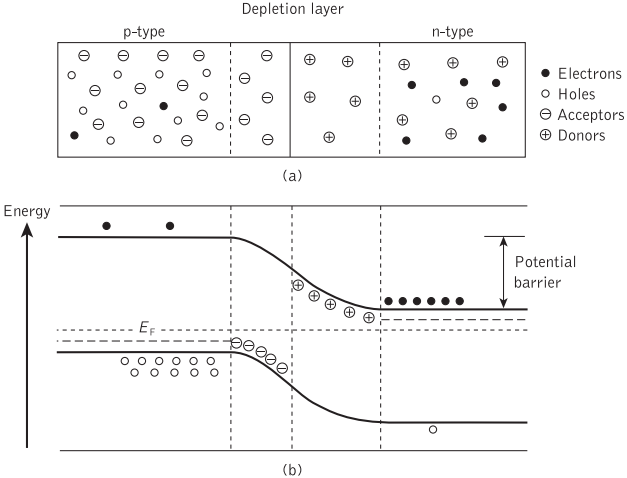 Depletion layer
p-type
n-type
Electrons
Holes
Acceptors
Donors
(a)
Energy
Potential
barrier
E_F
(b)